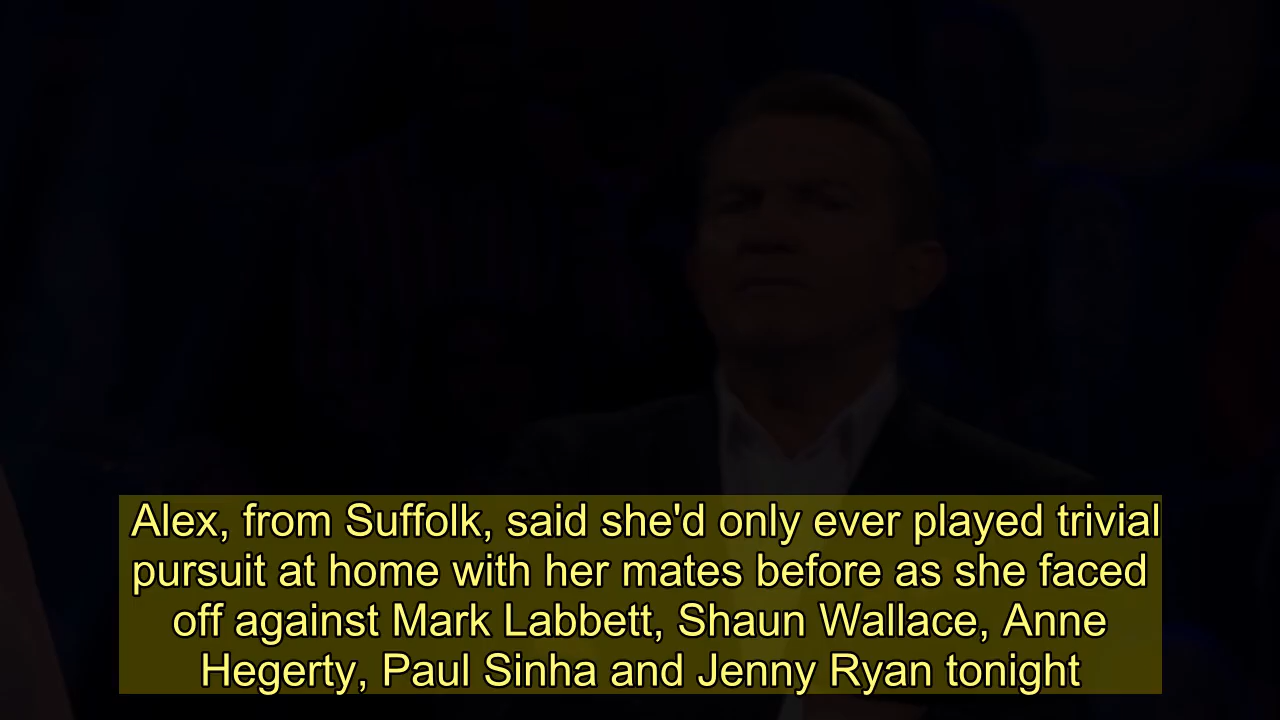 Alex, from Suffolk, said she'd only ever played trivial
pursuit at home with her mates before as she faced
off against Mark Labbett, Shaun Wallace, Anne
Hegerty, Paul Sinha and Jenny Ryan tonight